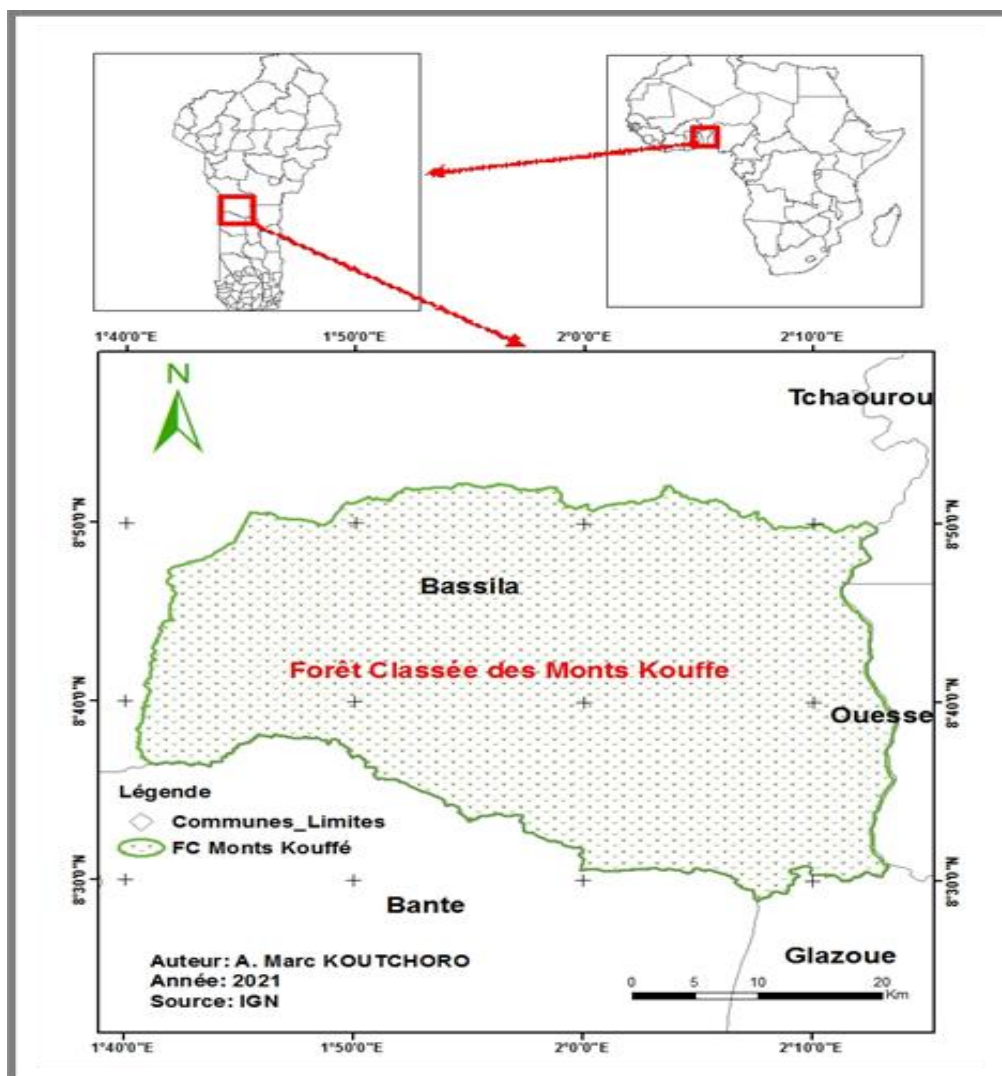 1°40'0"E 1°50'0"E 2°0'0"E 2°10'0"E
N
Tchaourou
8°50'0"N 8°50'0"N
Bassila
Forêt Classée des Monts Kouffe
8°40'0"N 8°40'0"N
Ouesse
Légende
Communes_Limites
FC Monts Kouffé
8°30'0"N 8°30'0"N
Bante
Glazoue
Auteur: A. Marc KOUTCHORO
Année: 2021
Source: IGN
0 5 10 20
Km
1°40'0"E 1°50'0"E 2°0'0"E 2°10'0"E